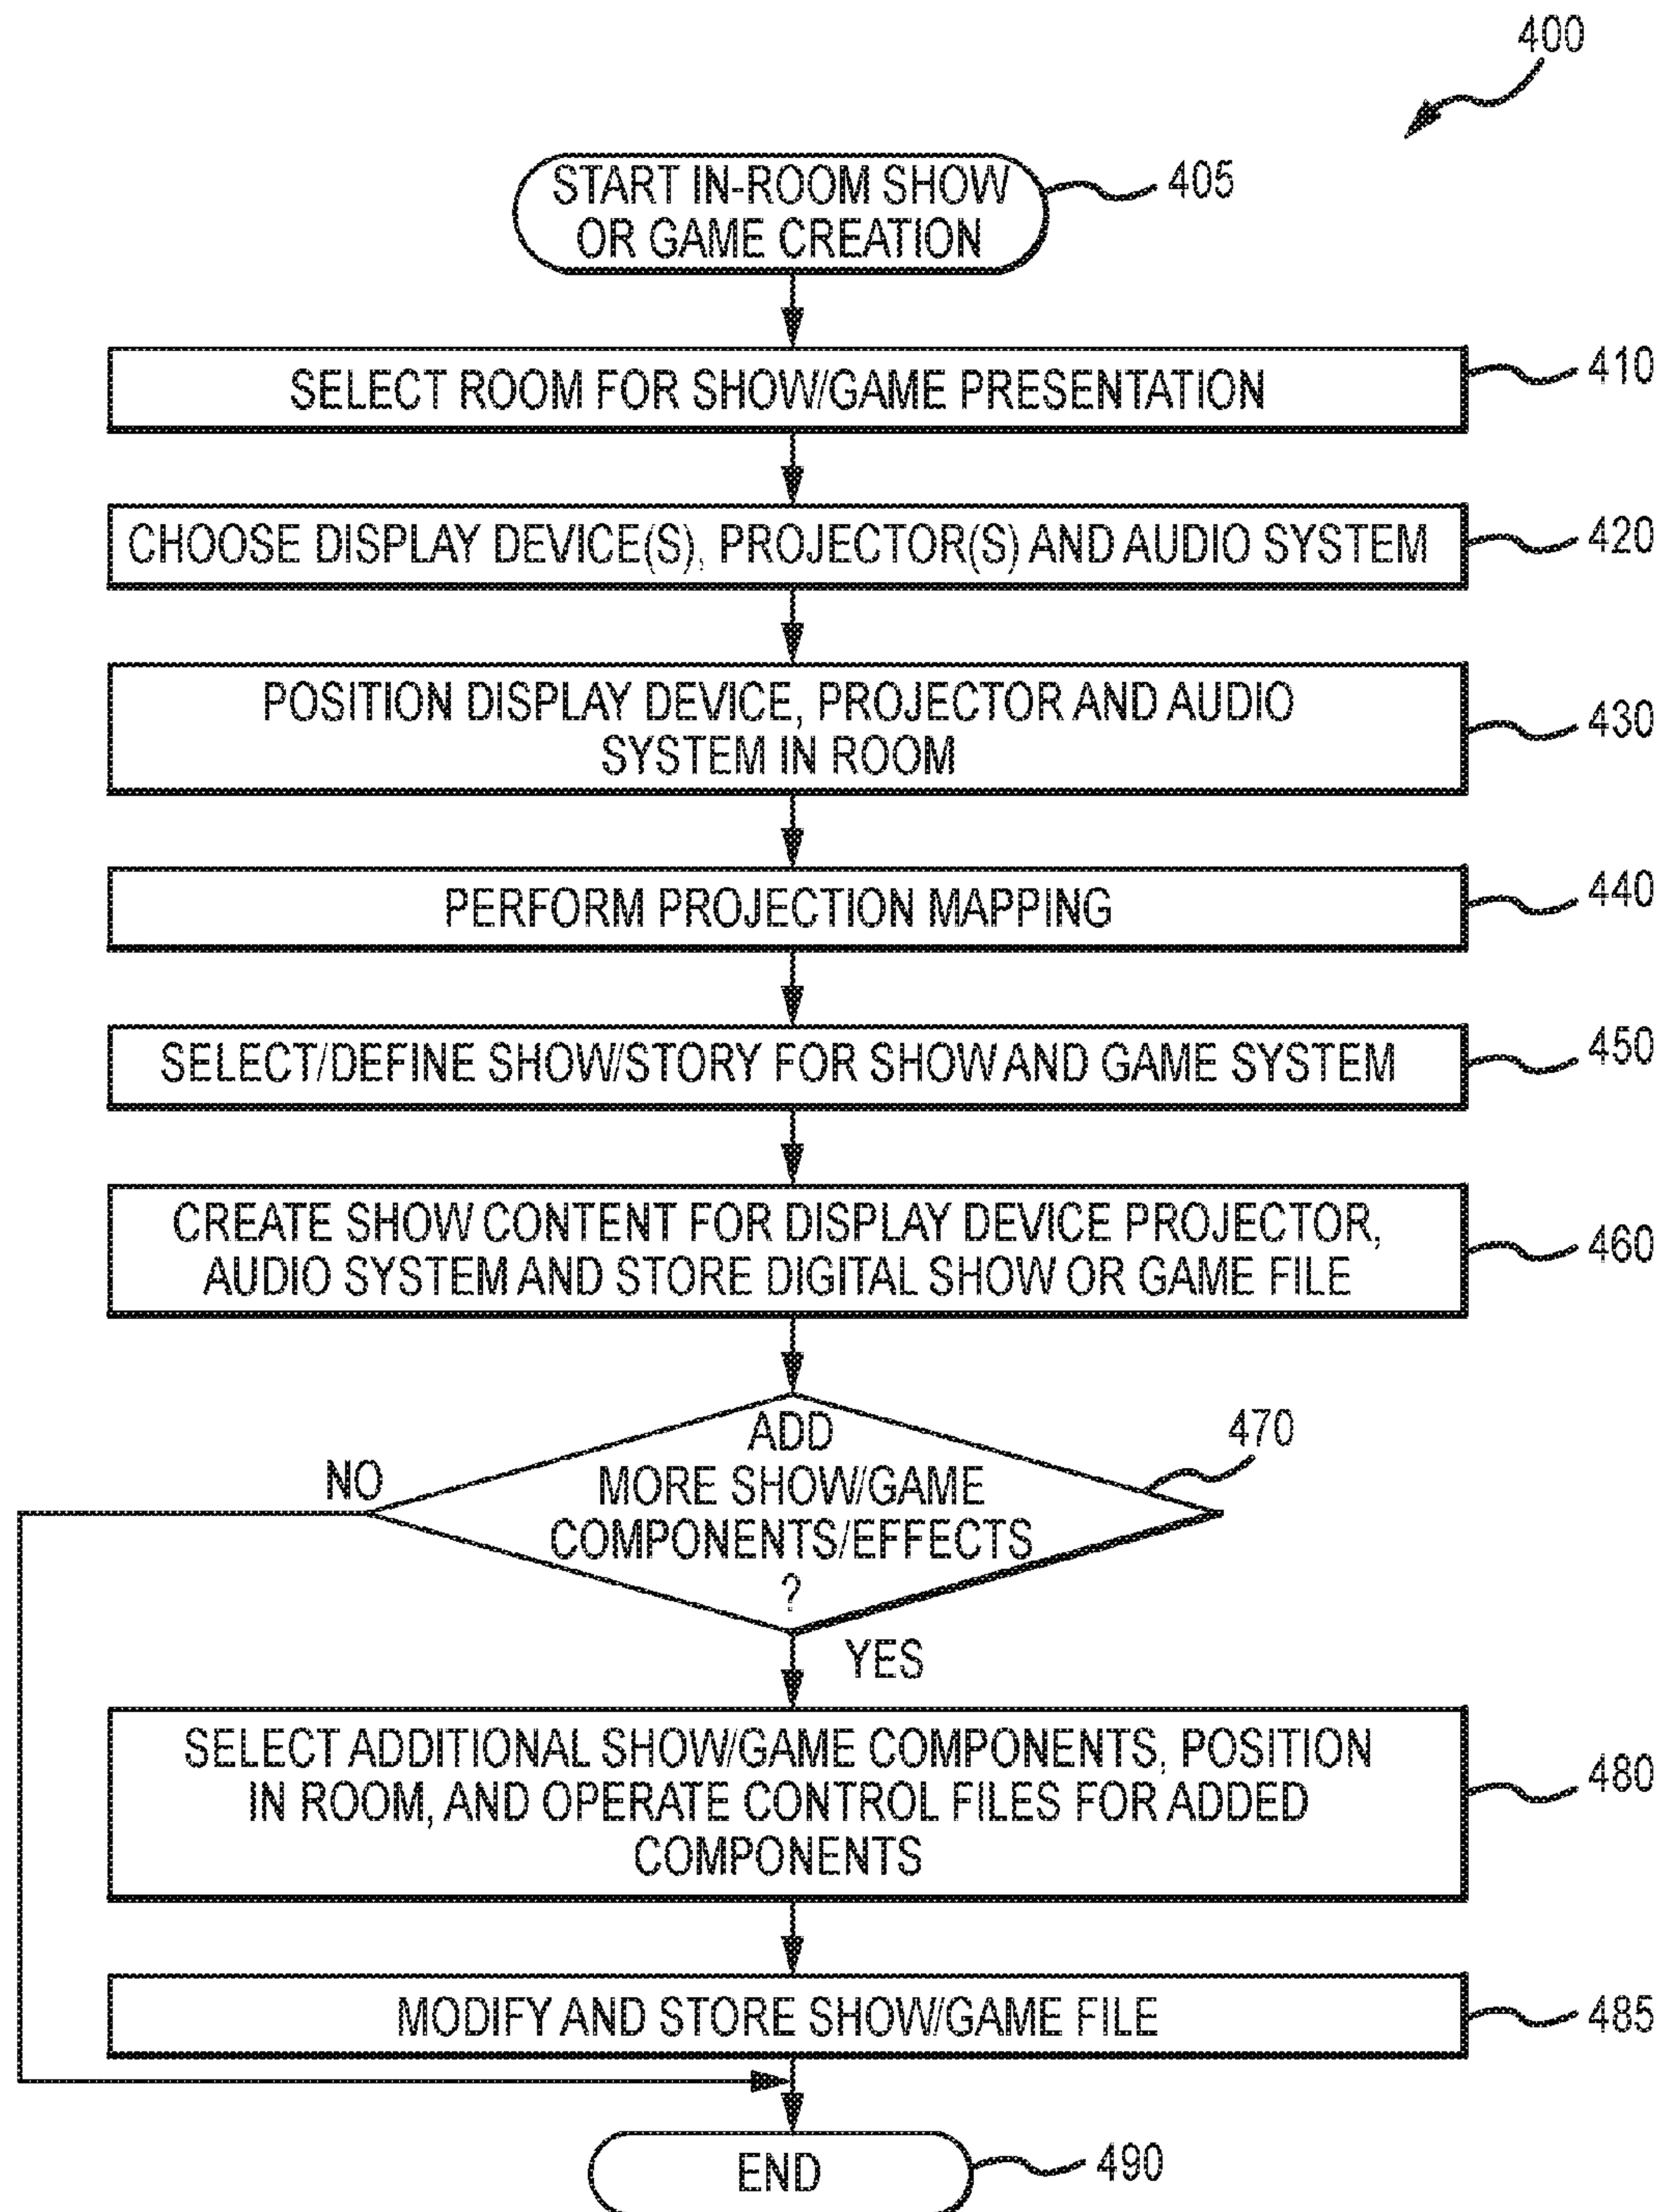 400
START IN-ROOM SHOW
OR GAME CREATION
405
SELECT ROOM FOR SHOW/GAME PRESENTATION
410
CHOOSE DISPLAY DEVICE(S), PROJECTOR(S) AND AUDIO SYSTEM
420
POSITION DISPLAY DEVICE, PROJECTOR AND AUDIO
SYSTEM IN ROOM
430
PERFORM PROJECTION MAPPING
440
SELECT/DEFINE SHOW/STORY FOR SHOW AND GAME SYSTEM
450
CREATE SHOW CONTENT FOR DISPLAY DEVICE PROJECTOR,
AUDIO SYSTEM AND STORE DIGITAL SHOW OR GAME FILE
460
ADD
MORE SHOW/GAME
COMPONENTS/EFFECTS
?
470
NO
YES
SELECT ADDITIONAL SHOW/GAME COMPONENTS, POSITION
IN ROOM, AND OPERATE CONTROL FILES FOR ADDED
COMPONENTS
480
MODIFY AND STORE SHOW/GAME FILE
485
END
490